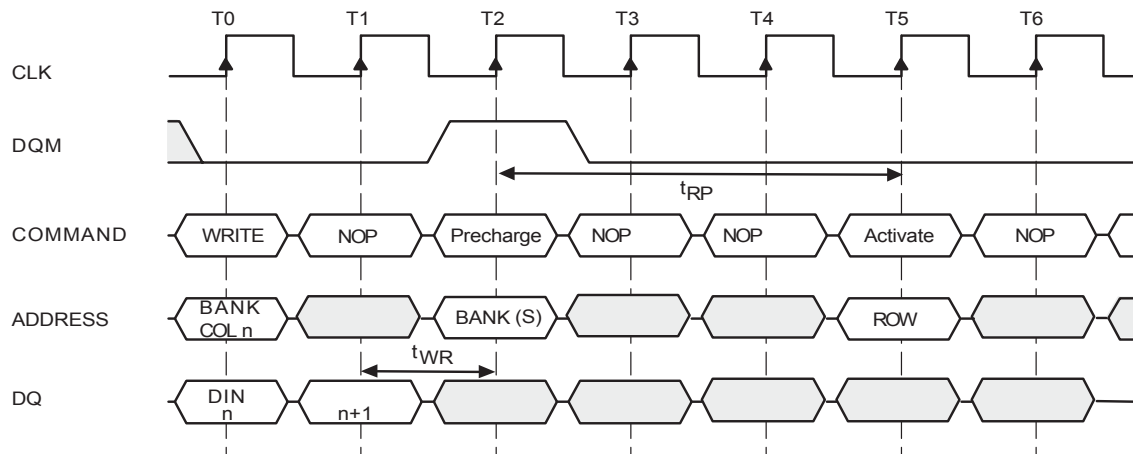 T0 T1 T2 T3 T4 T5 T6
CLK
DQM
tRP
COMMAND WRITE NOP Precharge NOP NOP Activate NOP
ADDRESS BANK COL n BANK (S) ROW
tWR
DQ DIN n n+1